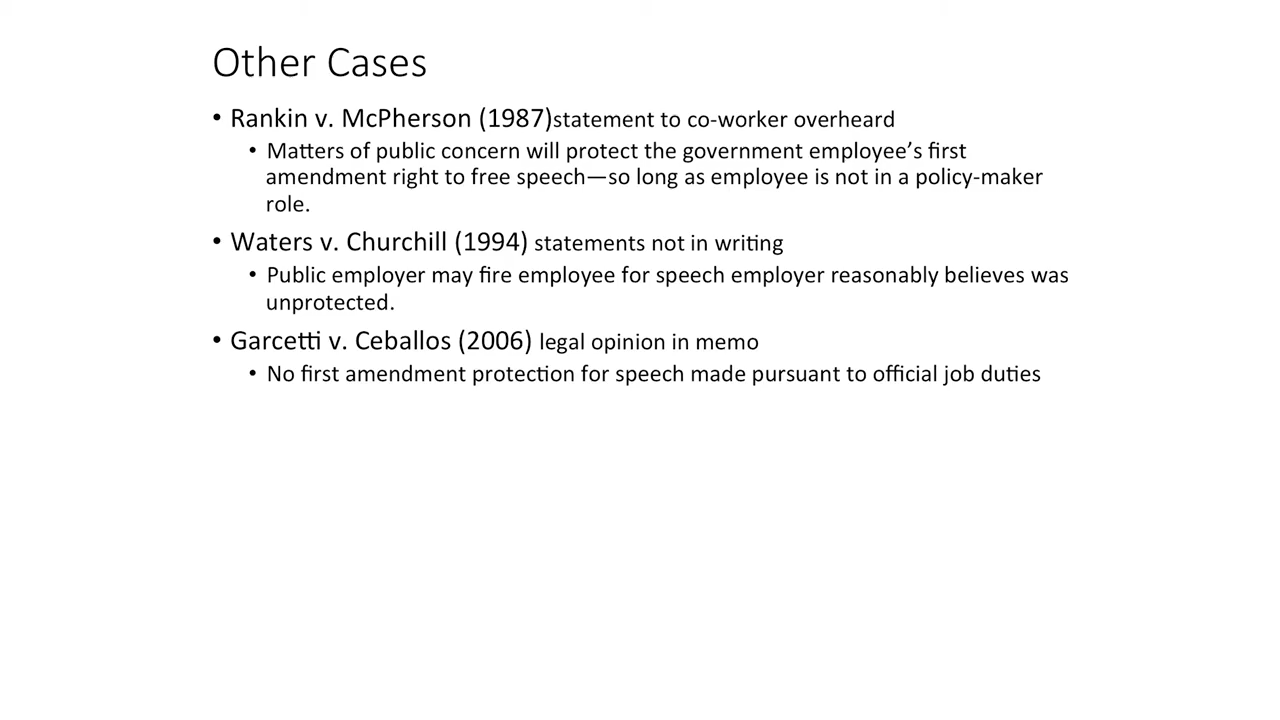 Other Cases
• Rankin v. McPherson (1987)statement to co-worker overheard
• Matters of public concern will protect the government employee's first
amendment right to free speech—so long as employee is not in a policy-maker
role.
• Waters v. Churchill (1994) statements not in writing
• Public employer may fire employee for speech employer reasonably believes was
unprotected.
• Garcetti v. Ceballos (2006) legal opinion in memo
• No first amendment protection for speech made pursuant to official job duties